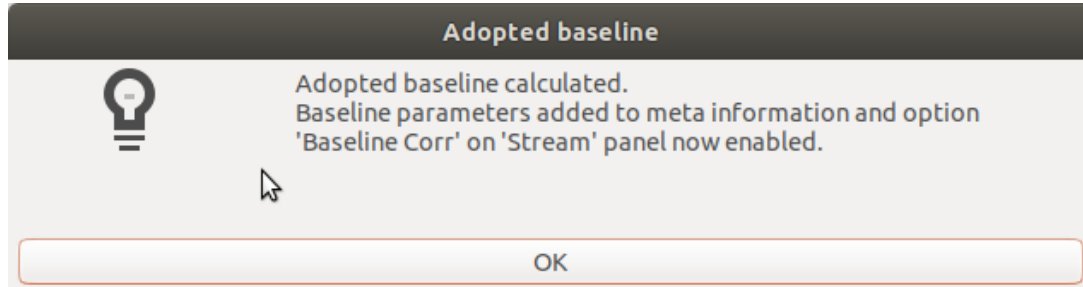 Adopted baseline
Adopted baseline calculated.
Baseline parameters added to meta information and option
'Baseline Corr' on 'Stream' panel now enabled.
OK